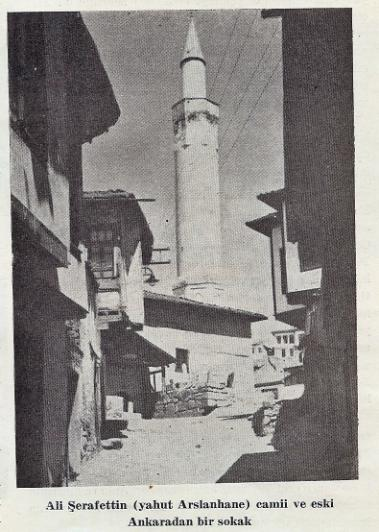 Ali Şerafettin (yahut Arslanhane) camii ve eski
Ankaradan bir sokak